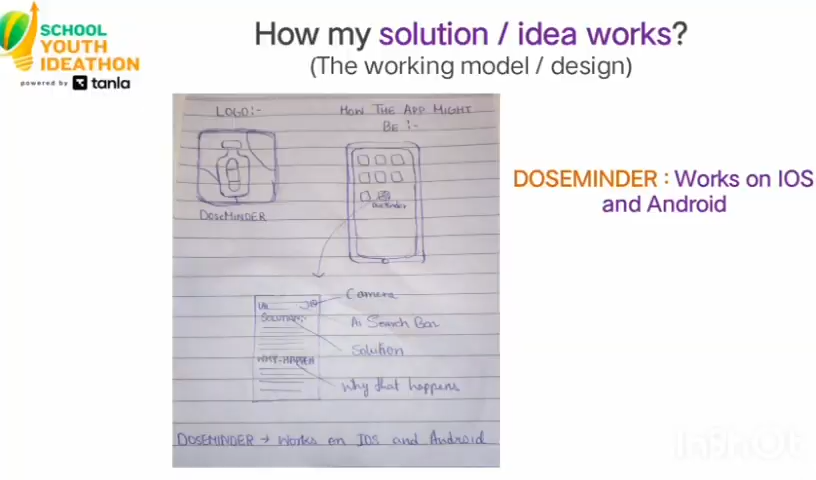 SCHOOL
YOUTH
IDEATHON
powered by tanla
How my solution / idea works?
(The working model / design)
LOGO:-
HOW THE APP MIGHT
BE :-
DOSEMINDER
Camera
SOLUTION:-
Ai Search Bar
Solution
WHY-HAPPEN
Why that happens
DOSEMINDER → Works on IOS and Android
DOSEMINDER : Works on IOS
and Android